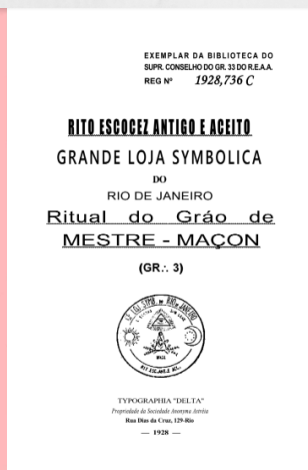 EXEMPLAR DA BIBLIOTECA DO
SUPR. CONSELHO DO GR. 33 DO R.E.A.A.
REG Nº 1928,736 C
RITO ESCOCEZ ANTIGO E ACEITO
GRANDE LOJA SYMBOLICA
DO
RIO DE JANEIRO
Ritual do Gráo de
MESTRE - MAÇON
(GR∴ 3)
TYPOGRAPHIA "DELTA"
Propriedade da Sociedade Anonyma Astréa
Rua Dias da Cruz, 129-Rio
— 1928 —